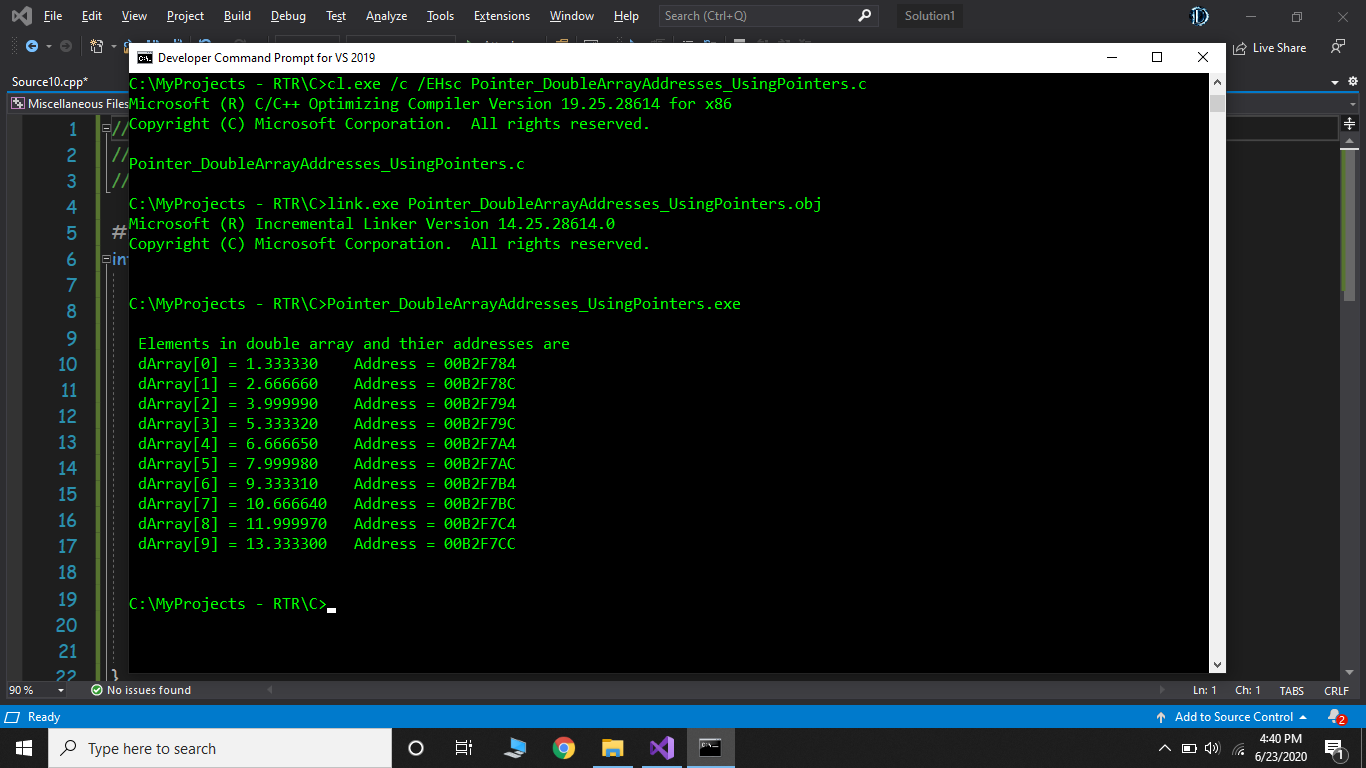 File Edit View Project Build Debug Test Analyze Tools Extensions Window Help Search (Ctrl+Q) Solution1
Live Share
Developer Command Prompt for VS 2019
Source10.cpp*
Miscellaneous Files
C:\MyProjects - RTR\C>cl.exe /c /EHsc Pointer_DoubleArrayAddresses_UsingPointers.c
Microsoft (R) C/C++ Optimizing Compiler Version 19.25.28614 for x86
Copyright (C) Microsoft Corporation.  All rights reserved.
Pointer_DoubleArrayAddresses_UsingPointers.c
C:\MyProjects - RTR\C>link.exe Pointer_DoubleArrayAddresses_UsingPointers.obj
Microsoft (R) Incremental Linker Version 14.25.28614.0
Copyright (C) Microsoft Corporation.  All rights reserved.
C:\MyProjects - RTR\C>Pointer_DoubleArrayAddresses_UsingPointers.exe
Elements in double array and thier addresses are
dArray[0] = 1.333330    Address = 00B2F784
dArray[1] = 2.666660    Address = 00B2F78C
dArray[2] = 3.999990    Address = 00B2F794
dArray[3] = 5.333320    Address = 00B2F79C
dArray[4] = 6.666650    Address = 00B2F7A4
dArray[5] = 7.999980    Address = 00B2F7AC
dArray[6] = 9.333310    Address = 00B2F7B4
dArray[7] = 10.666640   Address = 00B2F7BC
dArray[8] = 11.999970   Address = 00B2F7C4
dArray[9] = 13.333300   Address = 00B2F7CC
C:\MyProjects - RTR\C>
1 //
2 //
3 //
4
5 #
6 in
7
8
9
10
11
12
13
14
15
16
17
18
19
20
21
22 }
90 % No issues found Ln: 1 Ch: 1 TABS CRLF
Ready Add to Source Control 2
Type here to search
4:40 PM
6/23/2020
1